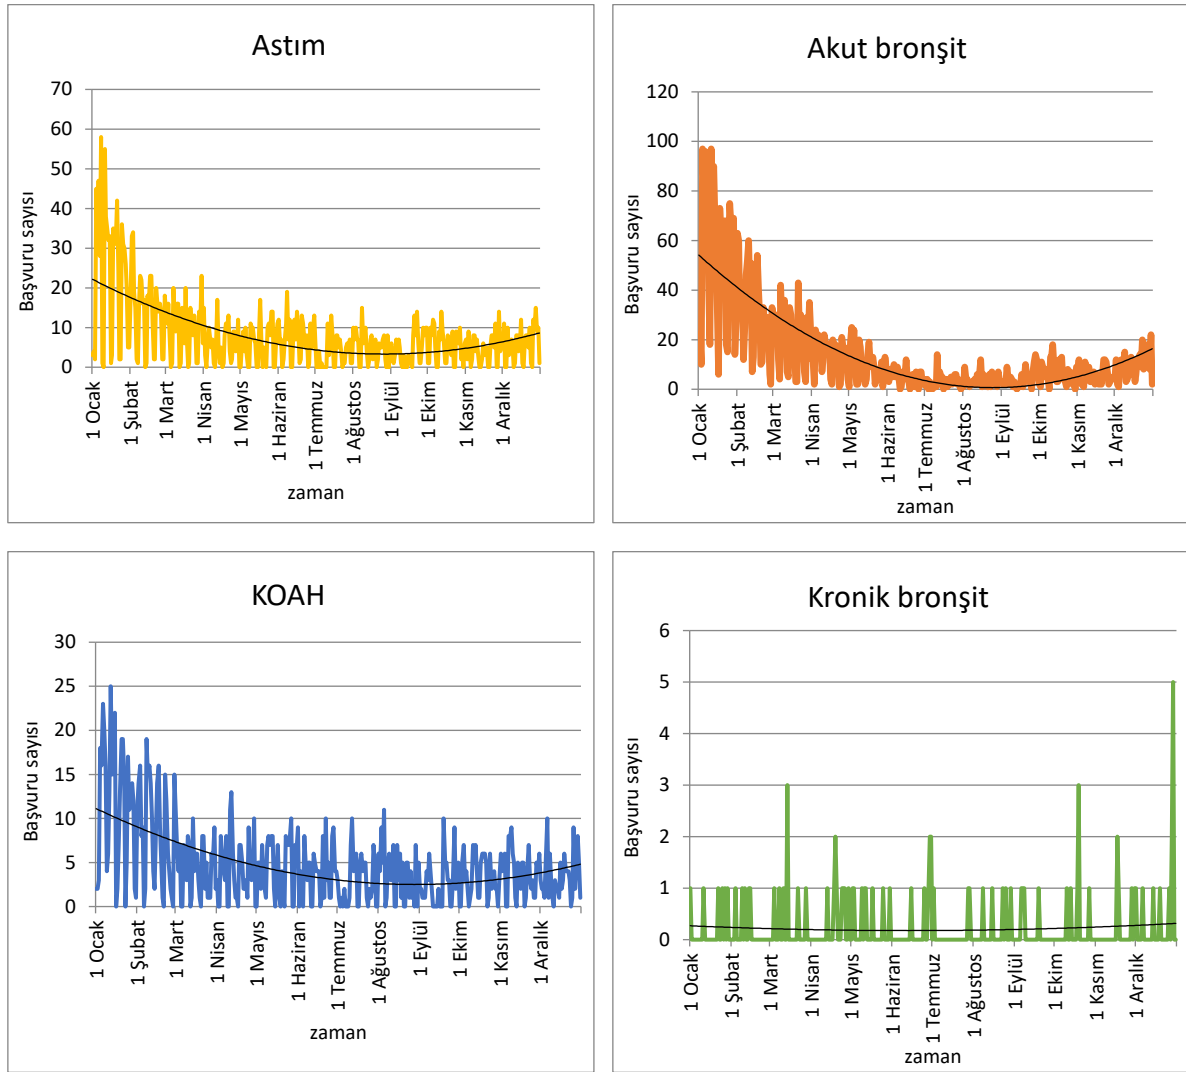 Astım
70
60
50
40
30
20
10
0
Başvuru sayısı
1 Ocak
1 Şubat
1 Mart
1 Nisan
1 Mayıs
1 Haziran
1 Temmuz
1 Ağustos
1 Eylül
1 Ekim
1 Kasım
1 Aralık
zaman
Akut bronşit
120
100
80
60
40
20
0
Başvuru sayısı
1 Ocak
1 Şubat
1 Mart
1 Nisan
1 Mayıs
1 Haziran
1 Temmuz
1 Ağustos
1 Eylül
1 Ekim
1 Kasım
1 Aralık
zaman
KOAH
30
25
20
15
10
5
0
Başvuru sayısı
1 Ocak
1 Şubat
1 Mart
1 Nisan
1 Mayıs
1 Haziran
1 Temmuz
1 Ağustos
1 Eylül
1 Ekim
1 Kasım
1 Aralık
zaman
Kronik bronşit
6
5
4
3
2
1
0
Başvuru sayısı
1 Ocak
1 Şubat
1 Mart
1 Nisan
1 Mayıs
1 Haziran
1 Temmuz
1 Ağustos
1 Eylül
1 Ekim
1 Kasım
1 Aralık
zaman